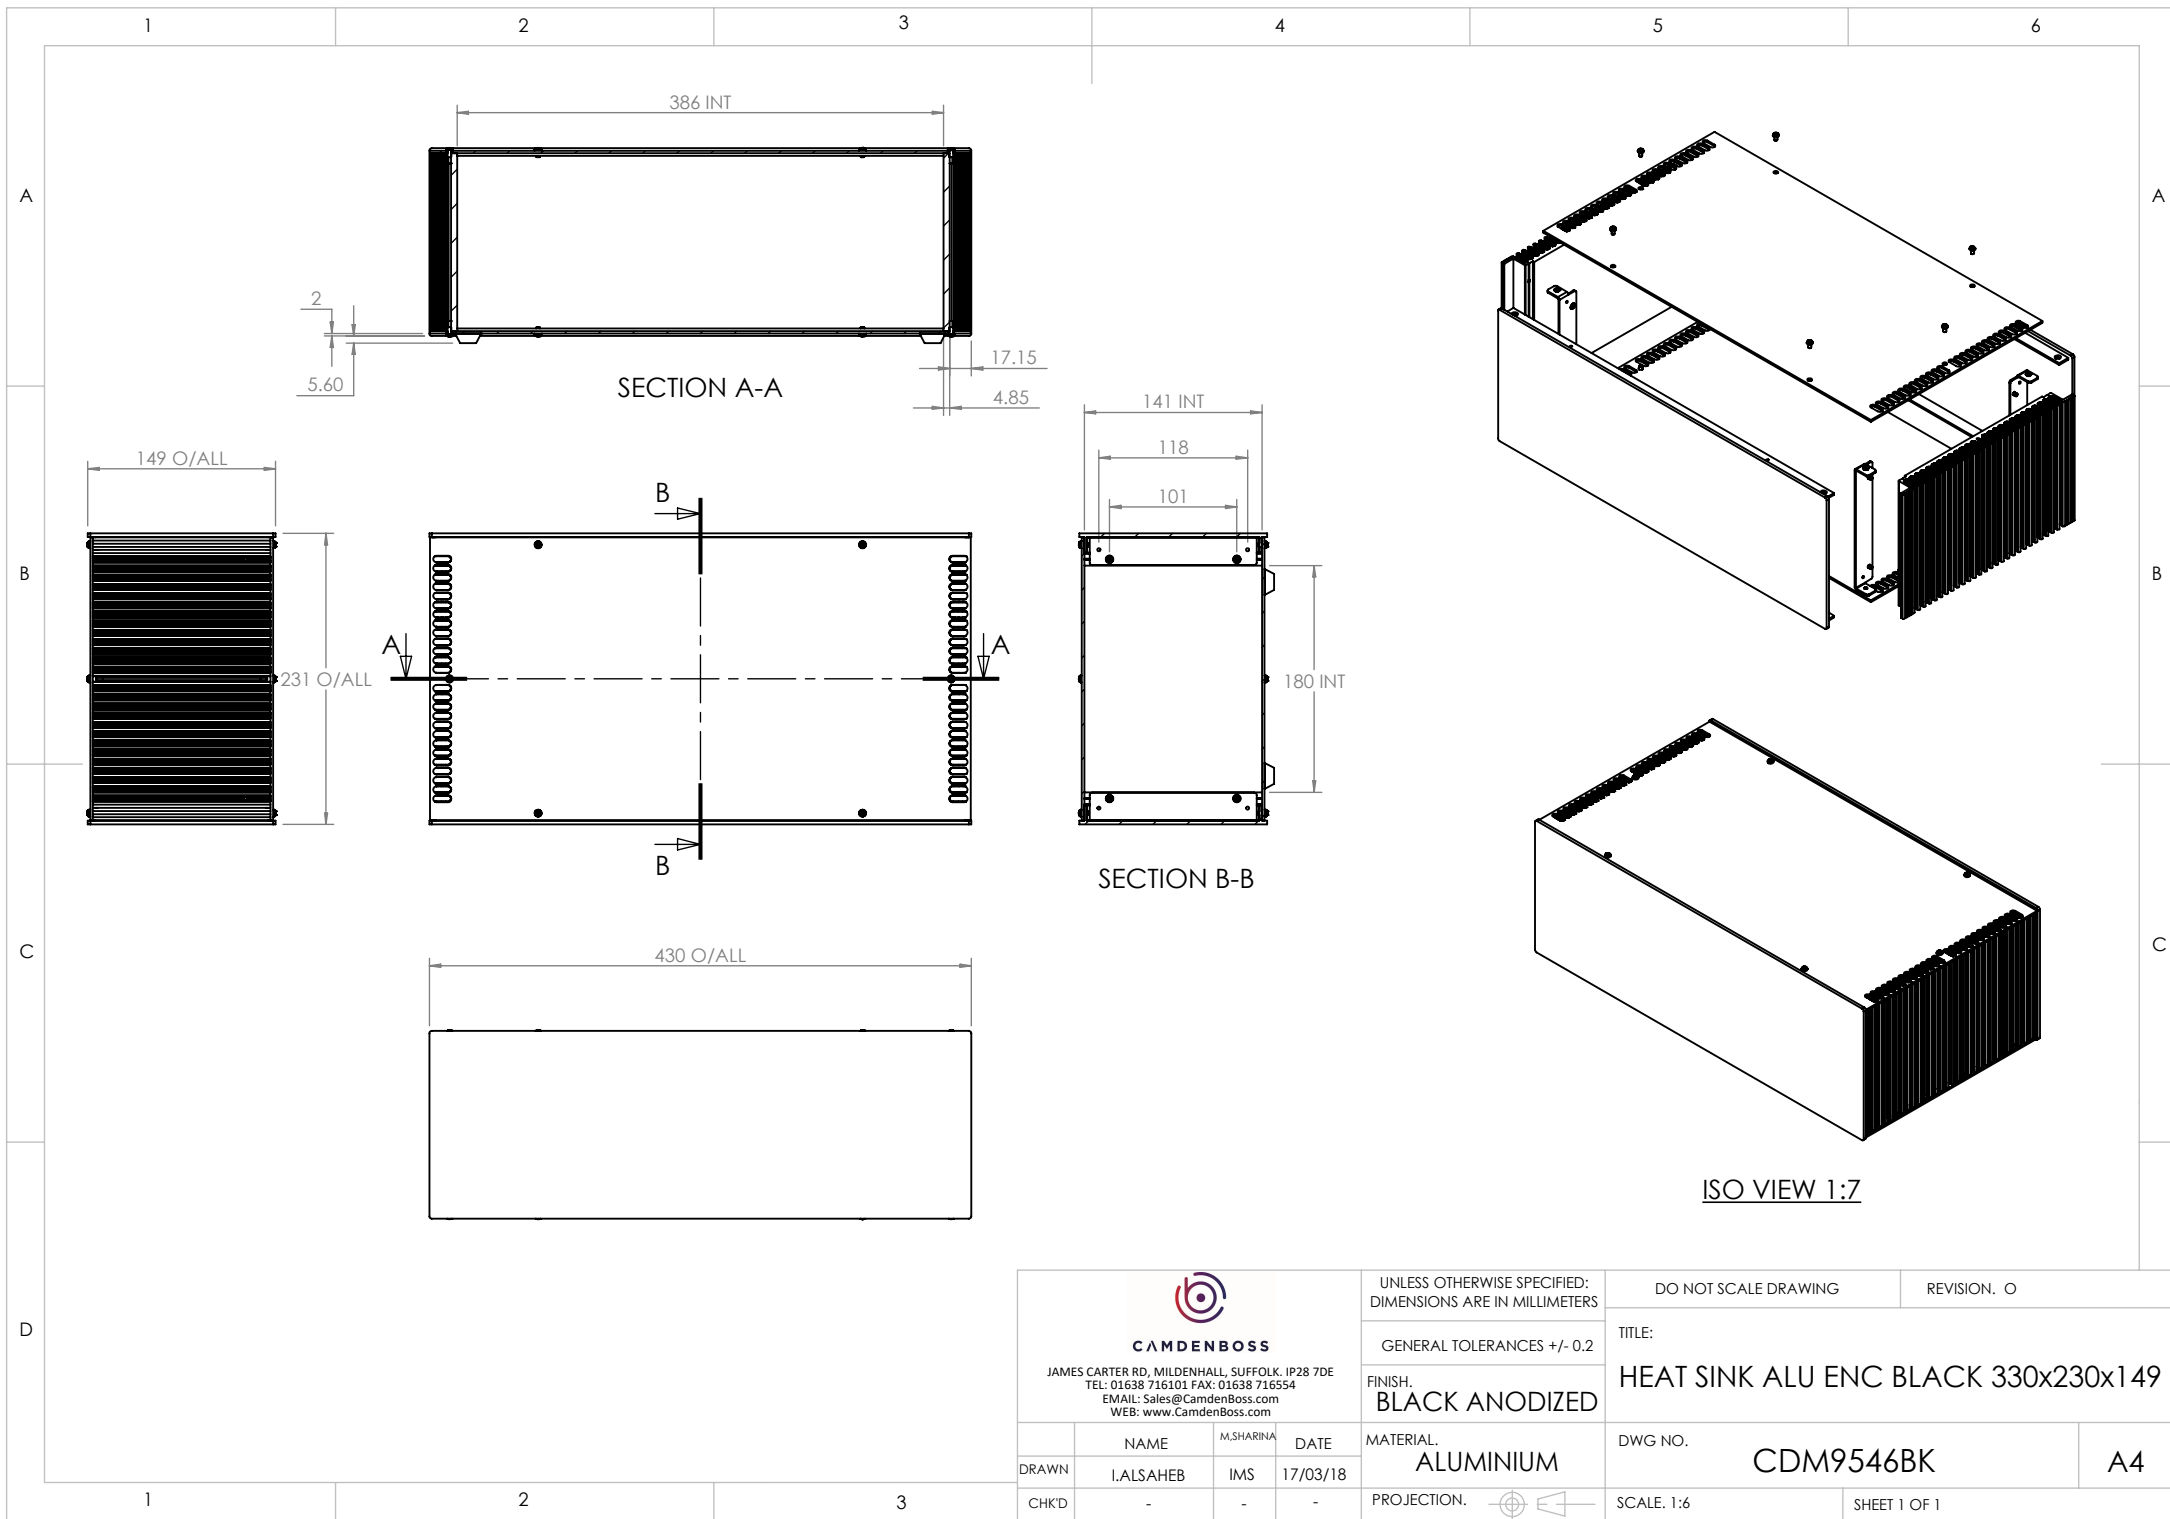 1 2 3 4 5 6
A
B
C
D
A
B
C
386 INT
2
5.60
17.15
4.85
SECTION A-A
149 O/ALL
231 O/ALL
B
A
A
B
141 INT
118
101
180 INT
SECTION B-B
430 O/ALL
ISO VIEW 1:7
CAMDENBOSS
JAMES CARTER RD, MILDENHALL, SUFFOLK. IP28 7DE
TEL: 01638 716101 FAX: 01638 716554
EMAIL: Sales@CamdenBoss.com
WEB: www.CamdenBoss.com
NAME M,SHARINA DATE
DRAWN I.ALSAHEB IMS 17/03/18
CHK'D - - -
UNLESS OTHERWISE SPECIFIED:
DIMENSIONS ARE IN MILLIMETERS
GENERAL TOLERANCES +/- 0.2
FINISH.
BLACK ANODIZED
MATERIAL.
ALUMINIUM
PROJECTION.
DO NOT SCALE DRAWING
REVISION. O
TITLE:
HEAT SINK ALU ENC BLACK 330x230x149
DWG NO.
CDM9546BK
A4
SCALE. 1:6
SHEET 1 OF 1
1 2 3